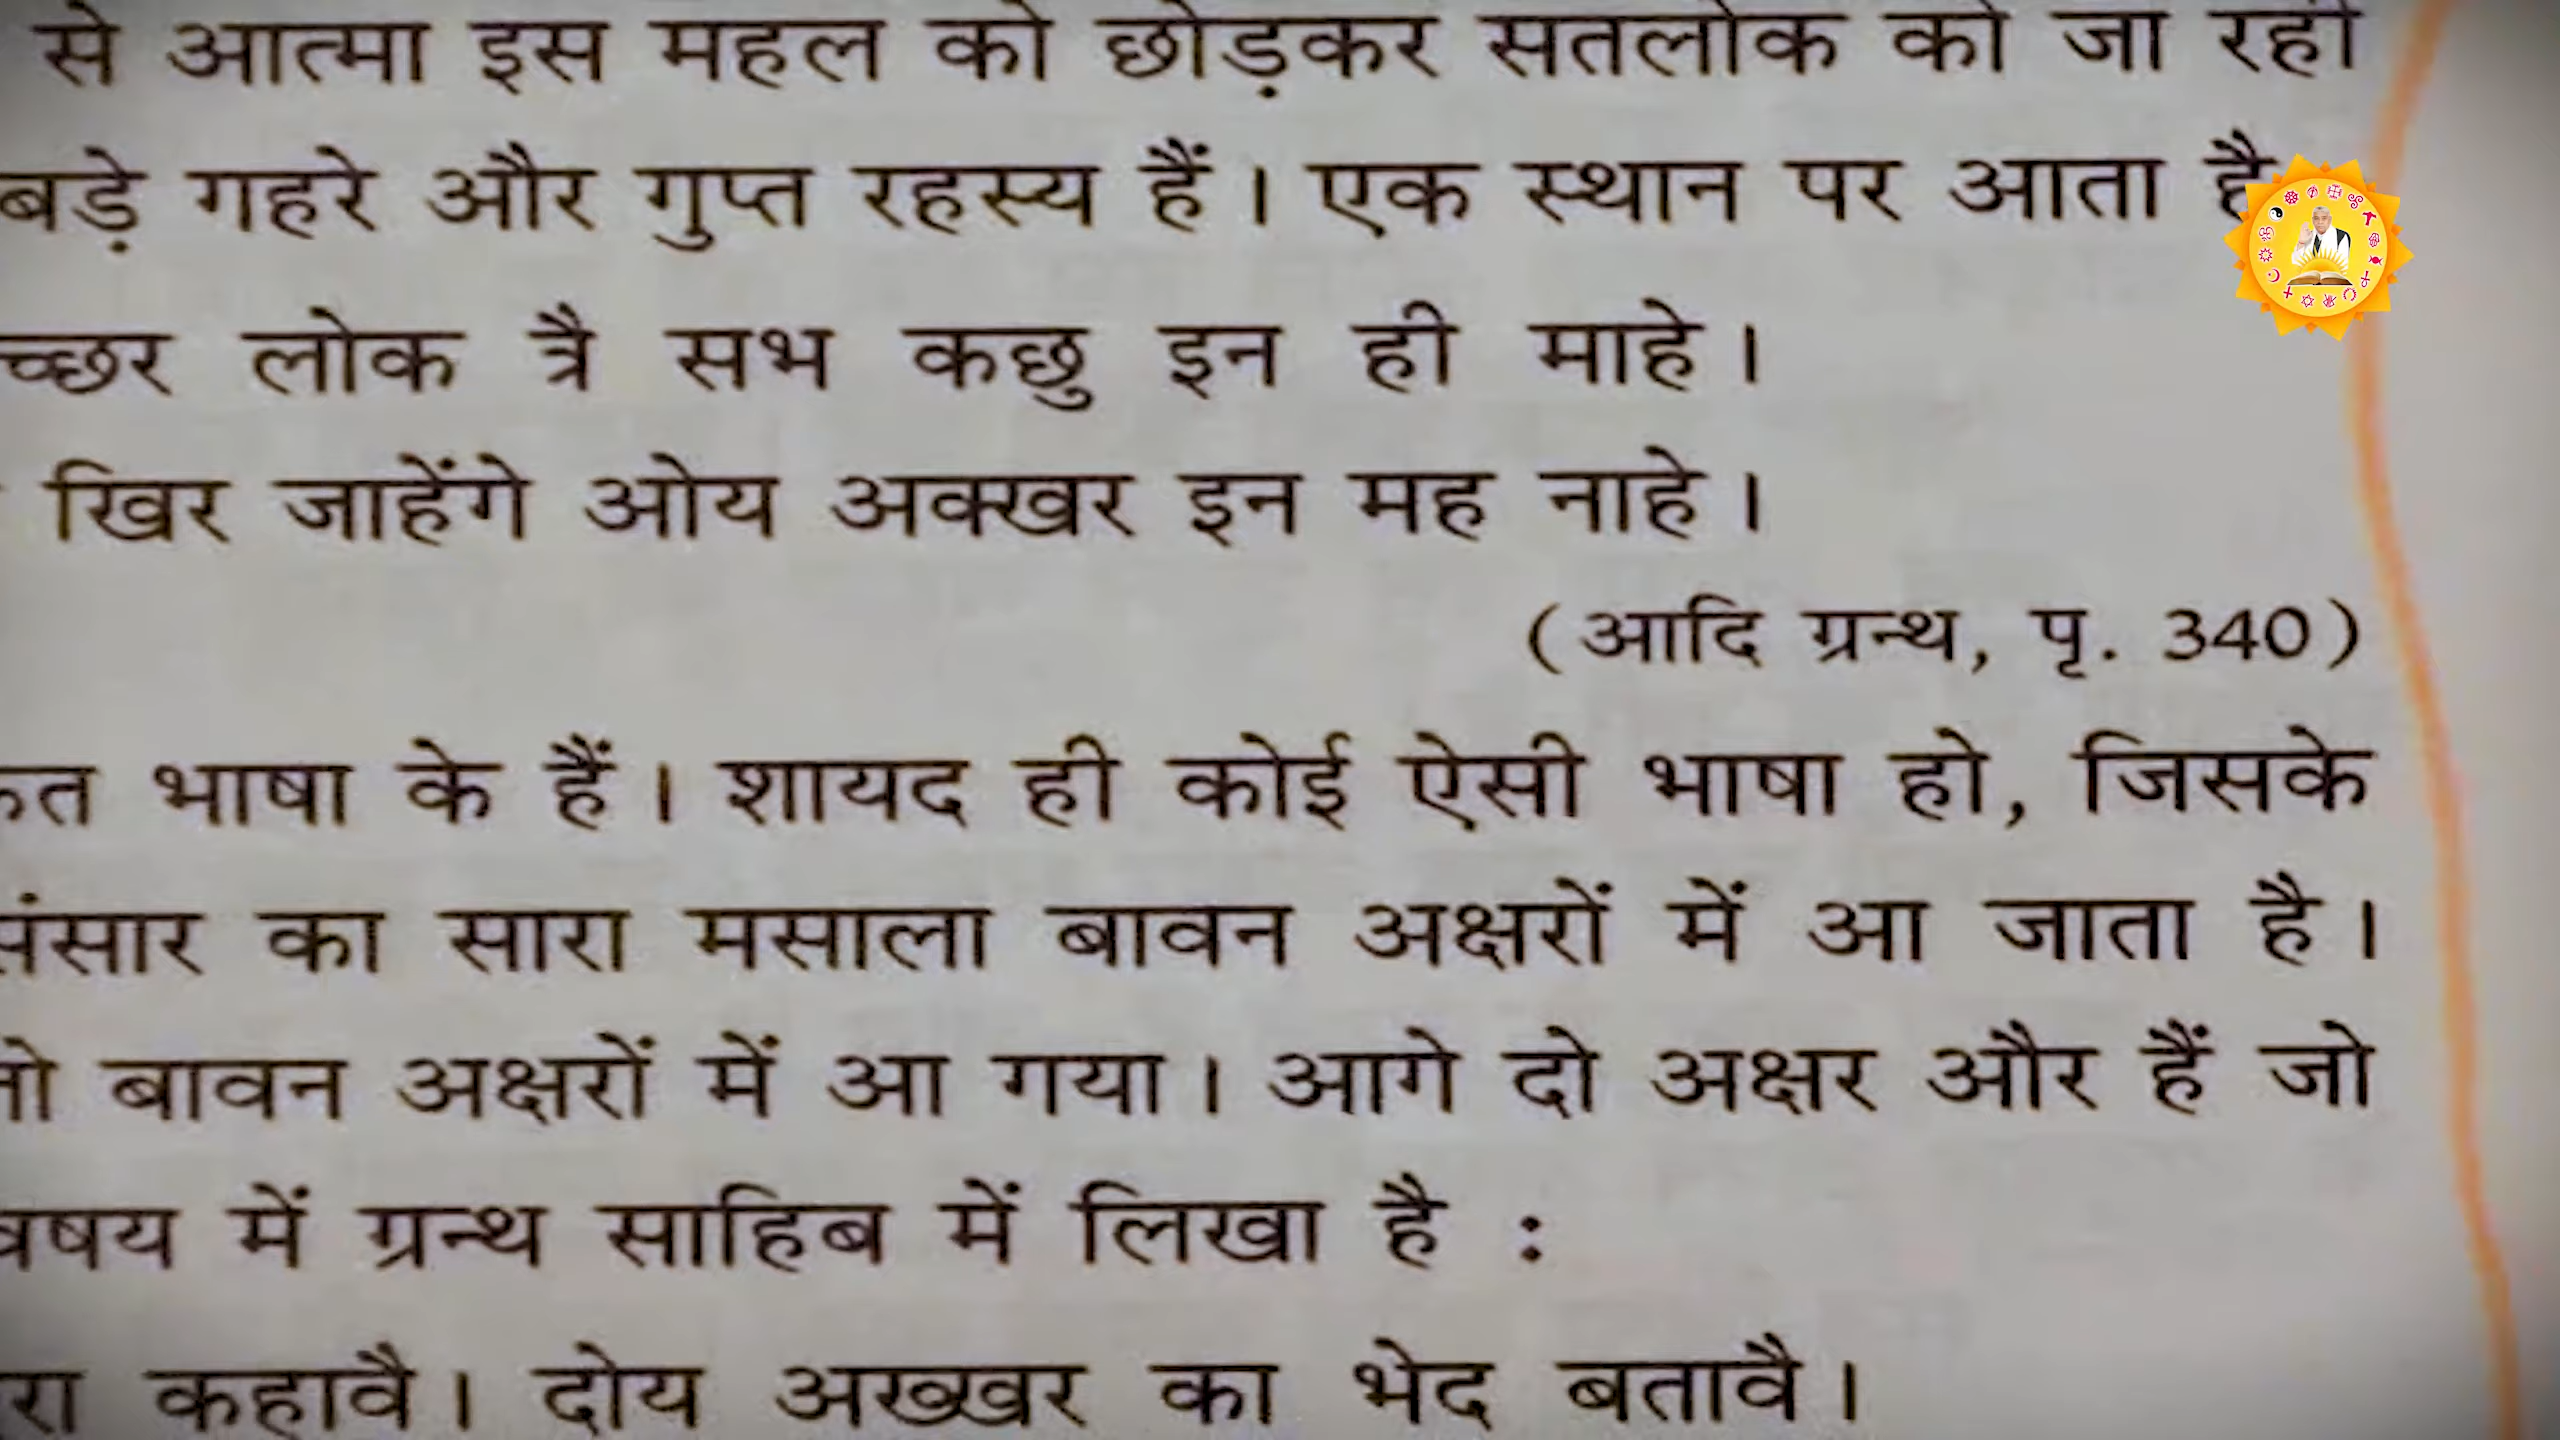 से आत्मा इस महल को छोड़कर सतलोक को जा रही
बड़े गहरे और गुप्त रहस्य हैं। एक स्थान पर आता है
लोक त्रै सभ कछु इन ही माहे।
खिर जाहेंगे ओय अक्खर इन मह नाहे।
(आदि ग्रन्थ, पृ. 340)
भाषा के हैं। शायद ही कोई ऐसी भाषा हो, जिसके
संसार का सारा मसाला बावन अक्षरों में आ जाता है।
बावन अक्षरों में आ गया। आगे दो अक्षर और हैं जो
में ग्रन्थ साहिब में लिखा है :
कहावै। दोय अख्खर का भेद बतावै।